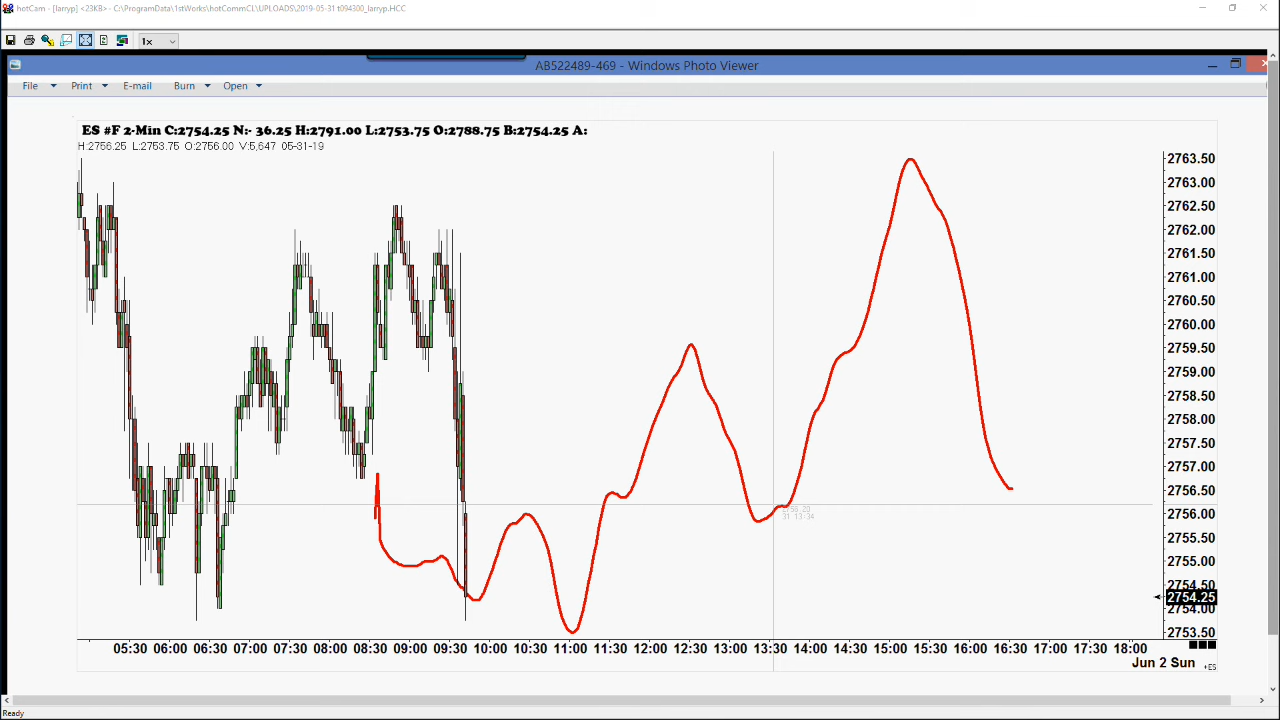 hotCam - [larryp] <23KB> - C:\ProgramData\1stWorks\hotCommCL\UPLOADS\2019-05-31 t094300_larryp.HCC
1x
AB522489-469 - Windows Photo Viewer
File Print E-mail Burn Open
ES #F 2-Min C:2754.25 N:- 36.25 H:2791.00 L:2753.75 O:2788.75 B:2754.25 A:
H:2756.25 L:2753.75 O:2756.00 V:5,647 05-31-19
2763.50
2763.00
2762.50
2762.00
2761.50
2761.00
2760.50
2760.00
2759.50
2759.00
2758.50
2758.00
2757.50
2757.00
2756.50
2756.00
2755.50
2755.00
2754.50
2754.25
2754.00
2753.50
2756.20
31 13:34
05:30 06:00 06:30 07:00 07:30 08:00 08:30 09:00 09:30 10:00 10:30 11:00 11:30 12:00 12:30 13:00 13:30 14:00 14:30 15:00 15:30 16:00 16:30 17:00 17:30 18:00
Jun 2 Sun
+ES
Ready